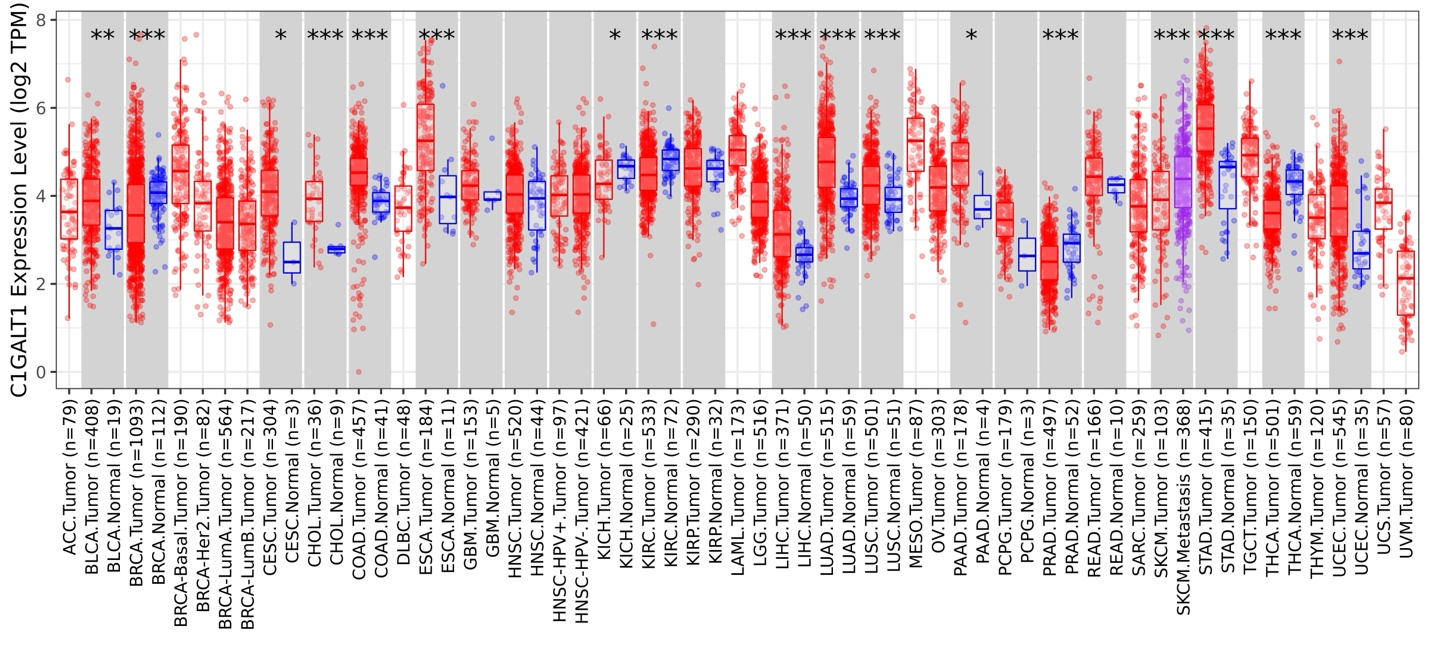 C1GALT1 Expression Level (log2 TPM)
8
6
4
2
0
** *** * *** *** *** * *** *** *** *** * *** *** *** *** ***
ACC.Tumor (n=79)
BLCA.Tumor (n=408)
BLCA.Normal (n=19)
BRCA.Tumor (n=1093)
BRCA.Normal (n=112)
BRCA-Basal.Tumor (n=190)
BRCA-Her2.Tumor (n=82)
BRCA-LumA.Tumor (n=564)
BRCA-LumB.Tumor (n=217)
CESC.Tumor (n=304)
CESC.Normal (n=3)
CHOL.Tumor (n=36)
CHOL.Normal (n=9)
COAD.Tumor (n=457)
COAD.Normal (n=41)
DLBC.Tumor (n=48)
ESCA.Tumor (n=184)
ESCA.Normal (n=11)
GBM.Tumor (n=153)
GBM.Normal (n=5)
HNSC.Tumor (n=520)
HNSC.Normal (n=44)
HNSC-HPV+.Tumor (n=97)
HNSC-HPV-.Tumor (n=421)
KICH.Tumor (n=66)
KICH.Normal (n=25)
KIRC.Tumor (n=533)
KIRC.Normal (n=72)
KIRP.Tumor (n=290)
KIRP.Normal (n=32)
LAML.Tumor (n=173)
LGG.Tumor (n=516)
LIHC.Tumor (n=371)
LIHC.Normal (n=50)
LUAD.Tumor (n=515)
LUAD.Normal (n=59)
LUSC.Tumor (n=501)
LUSC.Normal (n=51)
MESO.Tumor (n=87)
OV.Tumor (n=303)
PAAD.Tumor (n=178)
PAAD.Normal (n=4)
PCPG.Tumor (n=179)
PCPG.Normal (n=3)
PRAD.Tumor (n=497)
PRAD.Normal (n=52)
READ.Tumor (n=166)
READ.Normal (n=10)
SARC.Tumor (n=259)
SKCM.Tumor (n=103)
SKCM.Metastasis (n=368)
STAD.Tumor (n=415)
STAD.Normal (n=35)
TGCT.Tumor (n=150)
THCA.Tumor (n=501)
THCA.Normal (n=59)
THYM.Tumor (n=120)
UCEC.Tumor (n=545)
UCEC.Normal (n=35)
UCS.Tumor (n=57)
UVM.Tumor (n=80)